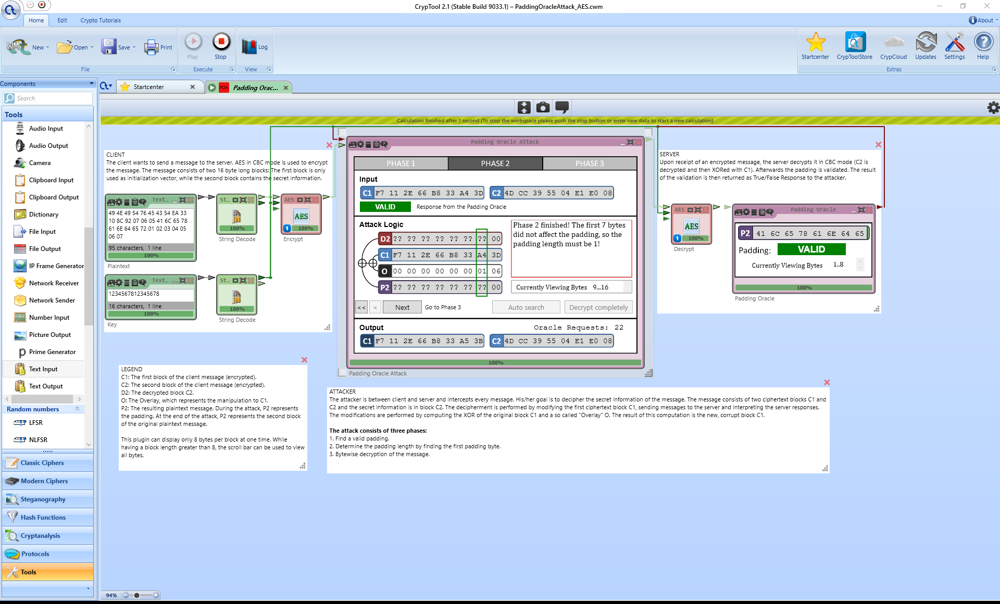 CrypTool 2.1 (Stable Build 9033.1) – PaddingOracleAttack_AES.cwm
Home Edit Crypto Tutorials About
New Open Save Print Play Stop Log
Startcenter CrypToolStore CrypCloud Updates Settings Help
File Execute View Extras
Components
Search
Tools
Audio Input
Audio Output
Camera
Clipboard Input
Clipboard Output
Dictionary
File Input
File Output
IP Frame Generator
Network Receiver
Network Sender
Number Input
Picture Output
Prime Generator
Text Input
Text Output
Random numbers
LFSR
NLFSR
Classic Ciphers
Modern Ciphers
Steganography
Hash Functions
Cryptanalysis
Protocols
Tools
Startcenter
POA Padding Orac...
Calculation finished after 1 second (To stop the workspace please push the stop button or enter new data to start a new calculation)
CLIENT
The client wants to send a message to the server. AES in CBC mode is used to encrypt
the message. The message consists of two 16 byte long blocks: The first block is only
used as initialization vector, while the second block contains the secret information.
Text...
49 4E 49 54 76 45 43 54 EA 33
10 8C 92 07 06 05 41 6C 65 78
61 6E 64 65 72 01 02 03 04 05
06 07
95 characters, 1 line
100%
Plaintext
St...
100%
String Decode
AES
AES
1 100%
Encrypt
Text...
1234567812345678
16 characters, 1 line
100%
Key
St...
100%
String Decode
Padding Oracle Attack
PHASE 1 PHASE 2 PHASE 3
Input
C1 F7 11 2E 66 B8 33 A4 3D C2 4D CC 39 55 04 E1 E0 08
VALID Response from the Padding Oracle
Attack Logic
D2 ?? ?? ?? ?? ?? ?? ?? 00
C1 F7 11 2E 66 B8 33 A4 3D
O 00 00 00 00 00 00 01 06
P2 ?? ?? ?? ?? ?? ?? ?? 00
Phase 2 finished! The first 7 bytes
did not affect the padding, so the
padding length must be 1!
Currently Viewing Bytes 9...16
<< < Next Go to Phase 3 Auto search Decrypt completely
Output Oracle Requests: 22
C1 F7 11 2E 66 B8 33 A5 3B C2 4D CC 39 55 04 E1 E0 08
100%
Padding Oracle Attack
SERVER
Upon receipt of an encrypted message, the server decrypts it in CBC mode (C2 is
decrypted and then XORed with C1). Afterwards the padding is validated. The result
of the validation is then returned as True/False Response to the attacker.
AES
AES
1 100%
Decrypt
Padding Oracle
P2 41 6C 65 78 61 6E 64 65
Padding: VALID
Currently Viewing Bytes 1..8
100%
Padding Oracle
LEGEND
C1: The first block of the client message (encrypted).
C2: The second block of the client message (encrypted).
D2: The decrypted block C2.
O: The Overlay, which represents the manipulation to C1.
P2: The resulting plaintext message. During the attack, P2 represents
the padding. At the end of the attack, P2 represents the second block
of the original plaintext message.
This plugin can display only 8 bytes per block at one time. While
having a block length greater than 8, the scroll bar can be used to view
all bytes.
ATTACKER
The attacker is between client and server and intercepts every message. His/her goal is to decipher the secret information of the message. The message consists of two ciphertext blocks C1 and
C2 and the secret information is in block C2. The decipherment is performed by modifying the first ciphertext block C1, sending messages to the server and interpreting the server responses.
The modifications are performed by computing the XOR of the original block C1 and a so called "Overlay" O. The result of this computation is the new, corrupt block C1.
The attack consists of three phases:
1. Find a valid padding.
2. Determine the padding length by finding the first padding byte.
3. Bytewise decryption of the message.
94%